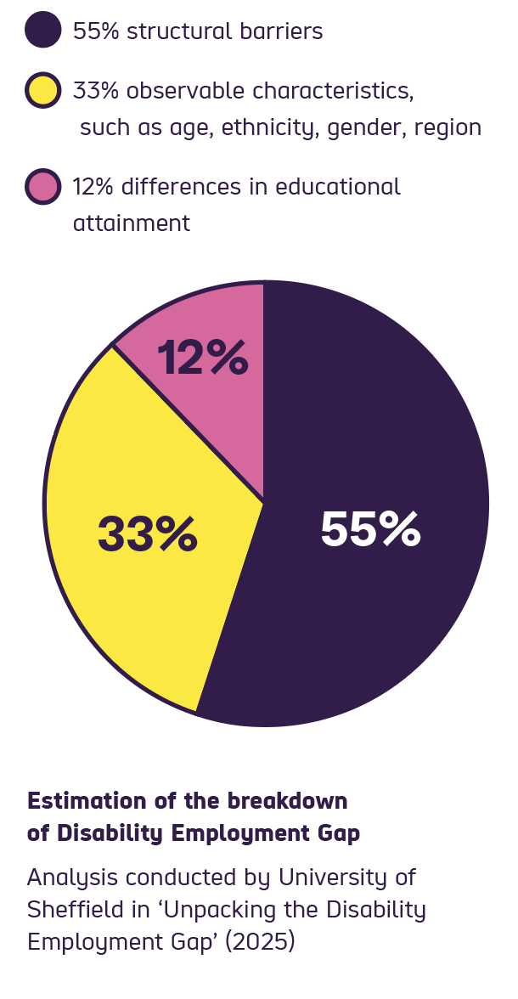 55% structural barriers
33% observable characteristics,
such as age, ethnicity, gender, region
12% differences in educational
attainment
12%
33%
55%
Estimation of the breakdown
of Disability Employment Gap
Analysis conducted by University of
Sheffield in ‘Unpacking the Disability
Employment Gap’ (2025)